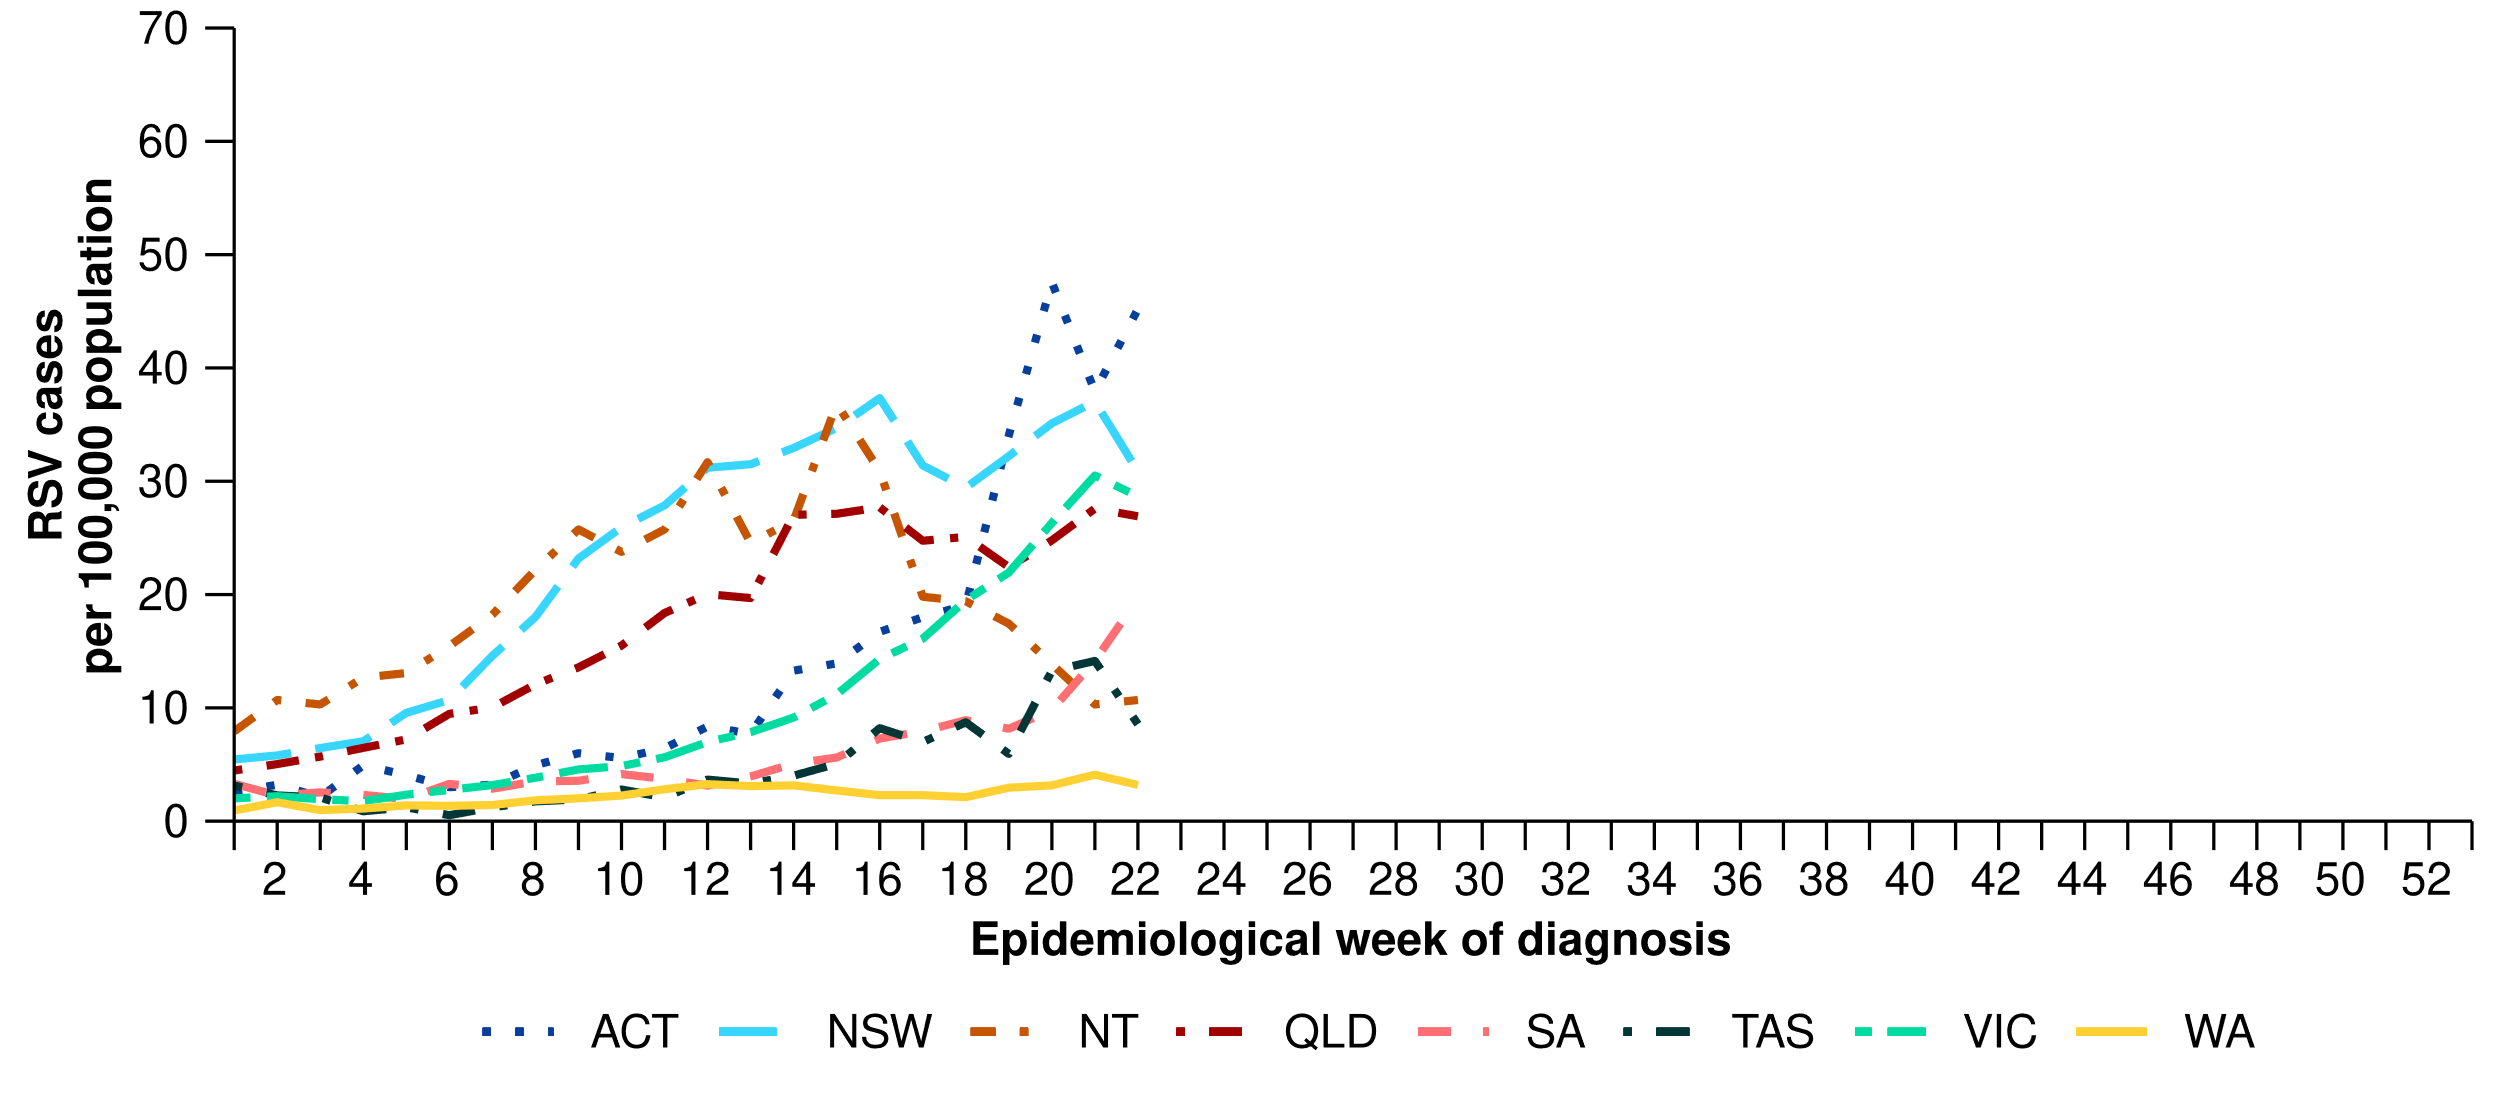 70
60
50
40
30
20
10
0
RSV cases
per 100,000 population
2 4 6 8 10 12 14 16 18 20 22 24 26 28 30 32 34 36 38 40 42 44 46 48 50 52
Epidemiological week of diagnosis
ACT NSW NT QLD SA TAS VIC WA